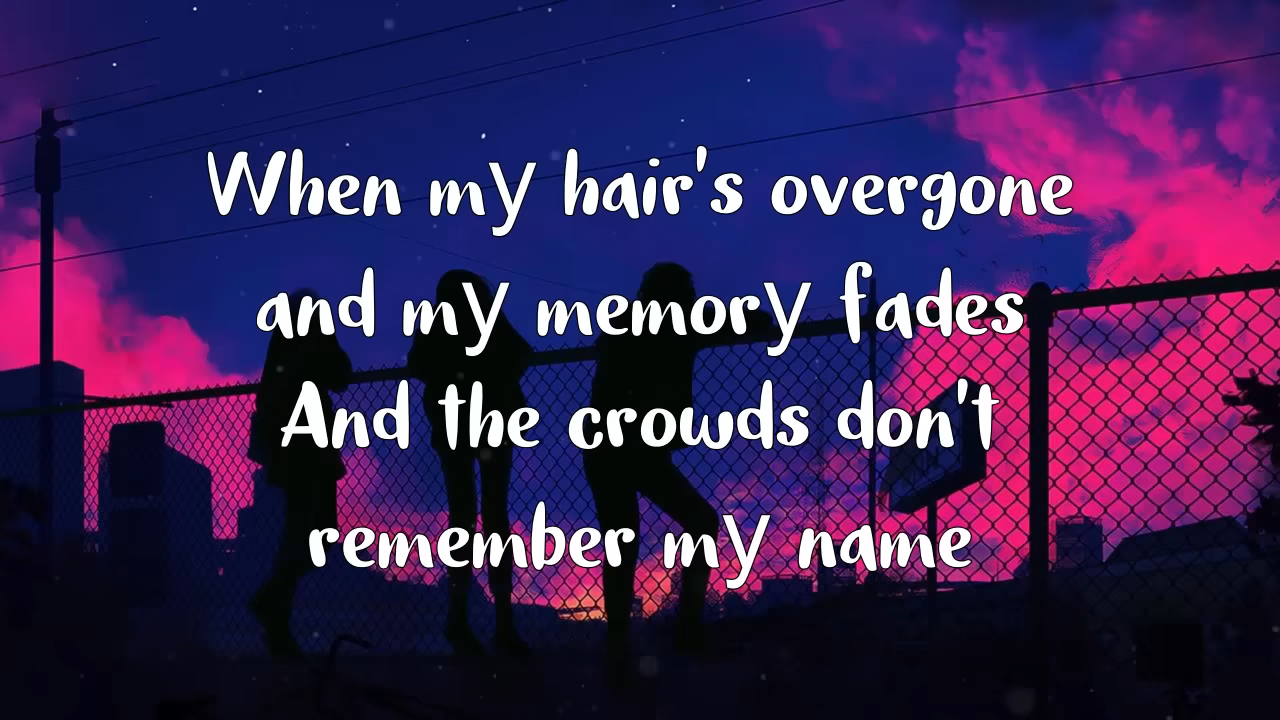 When my hair's overgone
and my memory fades
And the crowds don't
remember my name